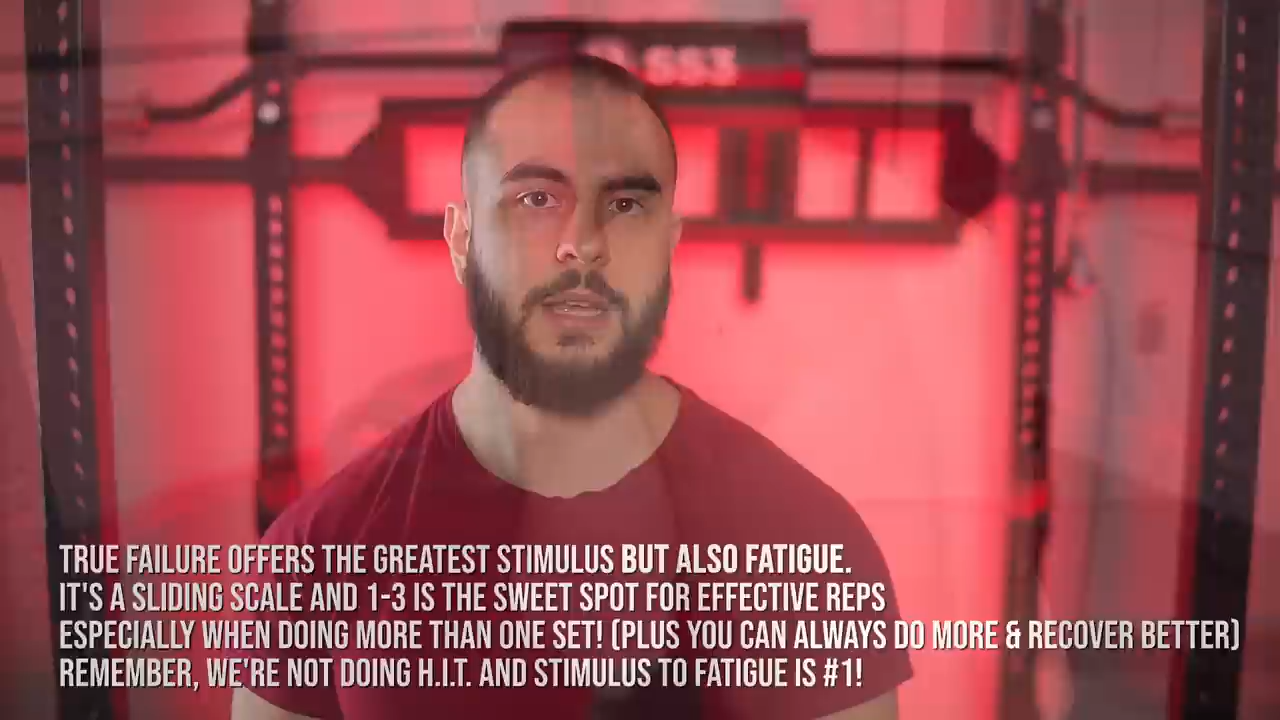 SS3
TRUE FAILURE OFFERS THE GREATEST STIMULUS BUT ALSO FATIGUE.
IT'S A SLIDING SCALE AND 1-3 IS THE SWEET SPOT FOR EFFECTIVE REPS
ESPECIALLY WHEN DOING MORE THAN ONE SET! (PLUS YOU CAN ALWAYS DO MORE & RECOVER BETTER)
REMEMBER, WE'RE NOT DOING H.I.T. AND STIMULUS TO FATIGUE IS #1!